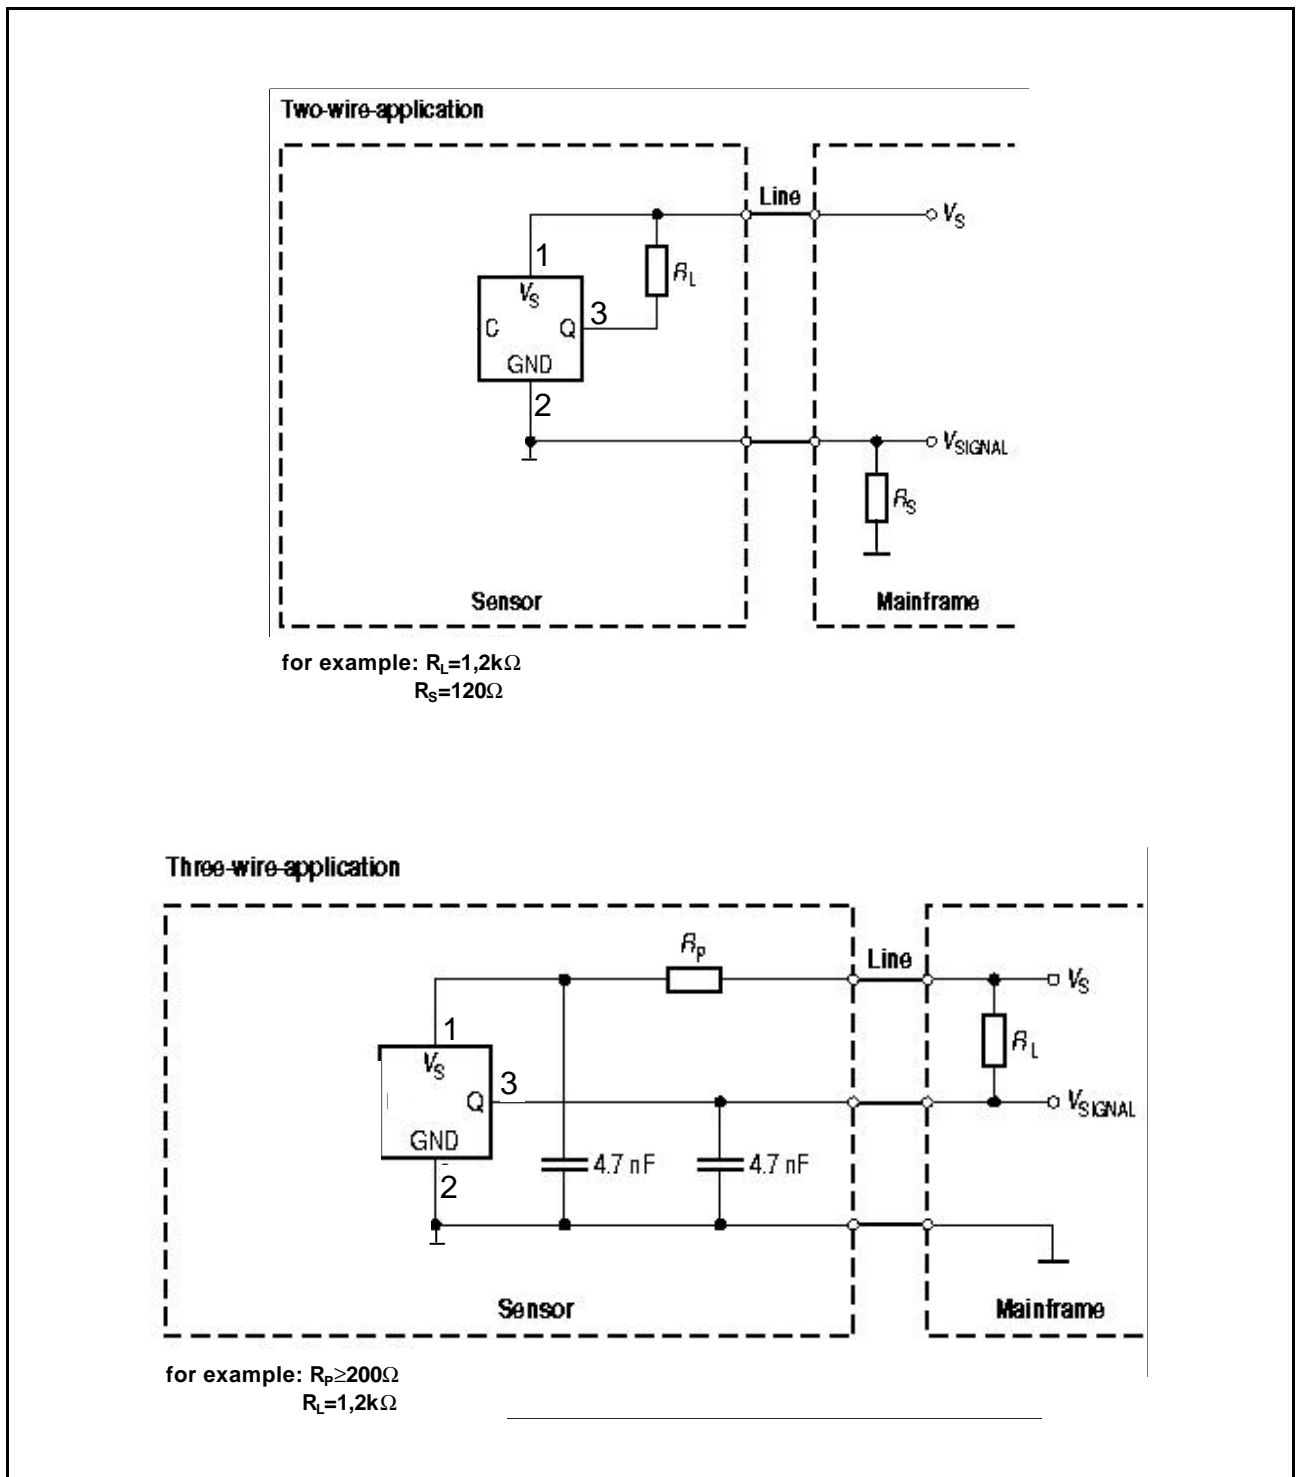 Two-wire-application
Line
V_S
1
R_L
V_S
3
C Q
GND
2
V_SIGNAL
R_S
Sensor
Mainframe
for example: R_L=1,2kΩ
R_S=120Ω
Three-wire-application
R_p
Line
V_S
1
R_L
V_S
3
Q
V_SIGNAL
GND
4.7 nF
4.7 nF
2
Sensor
Mainframe
for example: R_P≥200Ω
R_L=1,2kΩ